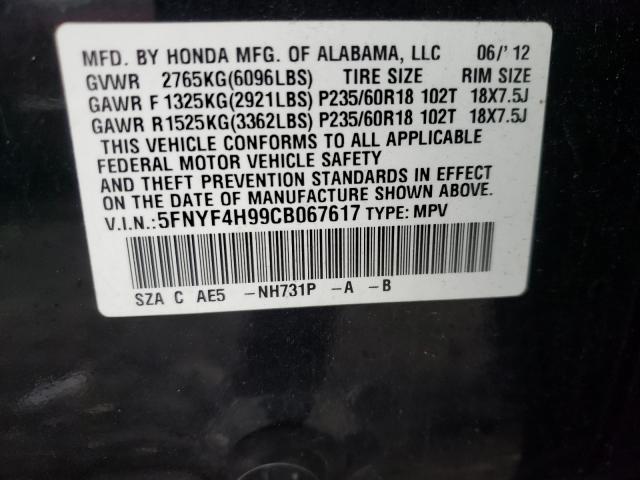 MFD. BY HONDA MFG. OF ALABAMA, LLC 06/'12
GVWR 2765KG(6096LBS) TIRE SIZE RIM SIZE
GAWR F 1325KG(2921LBS) P235/60R18 102T 18X7.5J
GAWR R1525KG(3362LBS) P235/60R18 102T 18X7.5J
THIS VEHICLE CONFORMS TO ALL APPLICABLE
FEDERAL MOTOR VEHICLE SAFETY
AND THEFT PREVENTION STANDARDS IN EFFECT
ON THE DATE OF MANUFACTURE SHOWN ABOVE.
V.I.N.:5FNYF4H99CB067617 TYPE: MPV
SZA C AE5 -NH731P -A -B